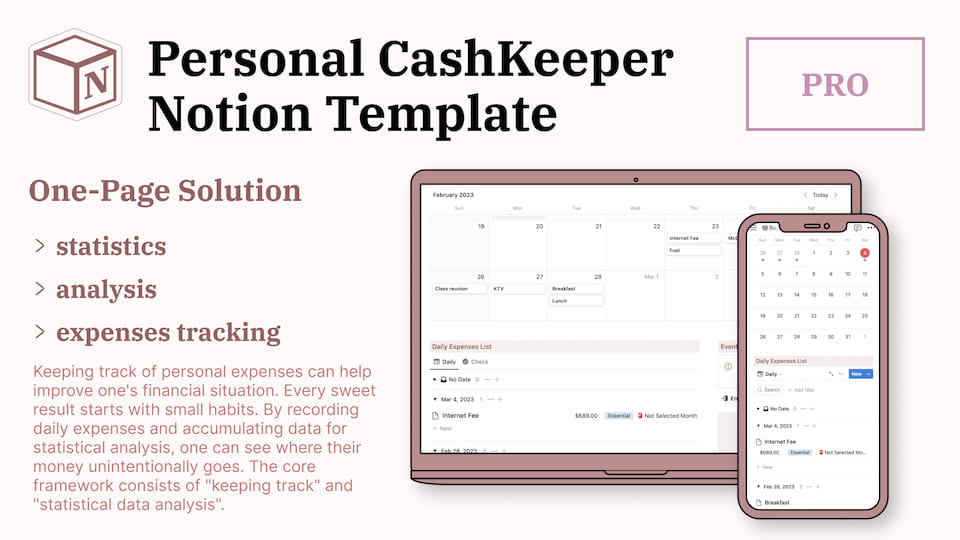 N
Personal CashKeeper
Notion Template
PRO
One-Page Solution
> statistics
> analysis
> expenses tracking
Keeping track of personal expenses can help
improve one's financial situation. Every sweet
result starts with small habits. By recording
daily expenses and accumulating data for
statistical analysis, one can see where their
money unintentionally goes. The core
framework consists of "keeping track" and
"statistical data analysis".
February 2023
< Today >
Sun Mon Tue Wed Thu Fri Sat
19 20 21 22 23
Internet Fee
Fuel
26 27 28 Mar 1 2
Class reunion KTV Breakfast
Lunch
Daily Expenses List
Daily Check
No Date 0 ... +
Mar 4, 2023 1 ... +
Internet Fee $689.00 Essential Not Selected Month
+ New
Feb 28, 2023 2 ... +
Sun Mon Tue Wed Thu Fri Sat
26 27 28 1 2 3 4
5 6 7 8 9 10 11
12 13 14 15 16 17 18
19 20 21 22 23 24 25
26 27 28 29 30 31 1
Daily Expenses List
Daily New
Search + Add filter
No Date ... +
Mar 4, 2023 1 ... +
Internet Fee
$689.00 Essential Not Selected Mo...
+ New
Feb 28, 2023 2 ... +
Breakfast